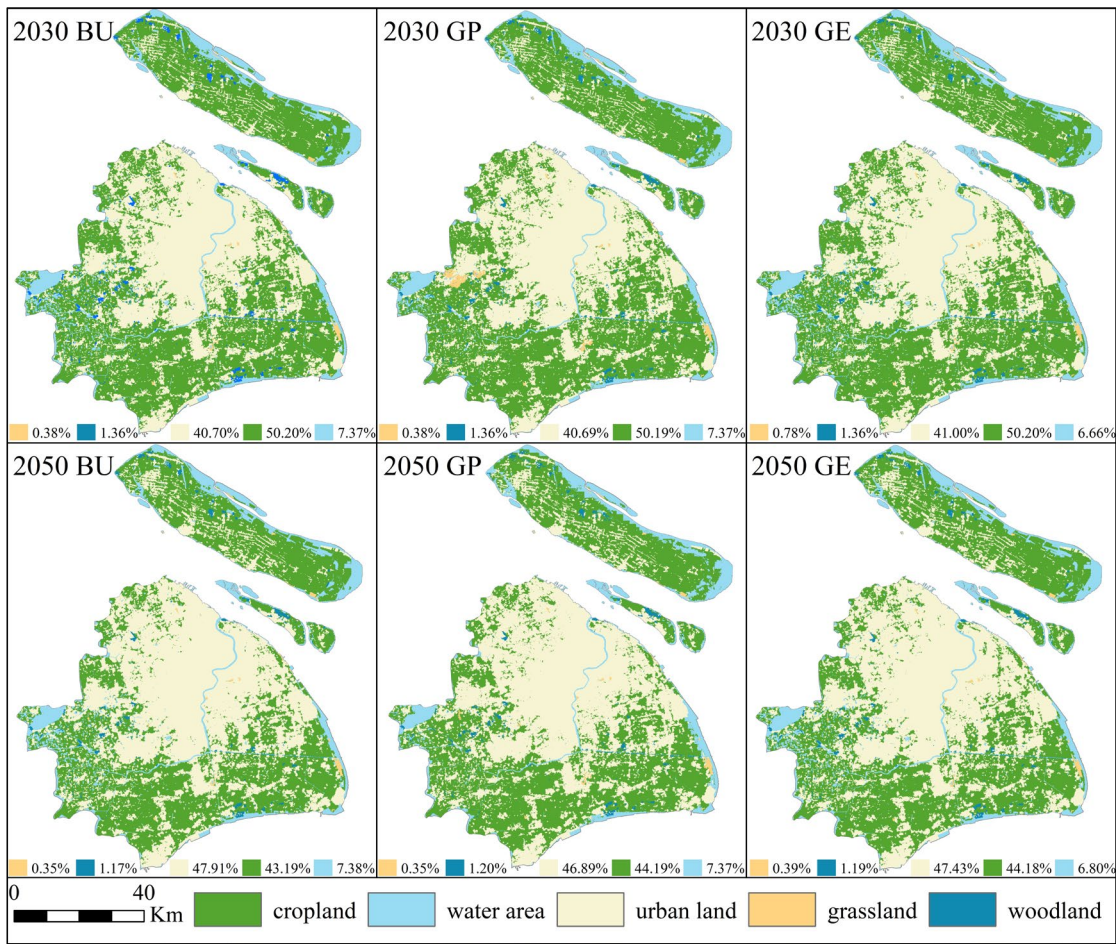 2030 BU
2030 GP
2030 GE
0.38% 1.36% 40.70% 50.20% 7.37%
0.38% 1.36% 40.69% 50.19% 7.37%
0.78% 1.36% 41.00% 50.20% 6.66%
2050 BU
2050 GP
2050 GE
0.35% 1.17% 47.91% 43.19% 7.38%
0.35% 1.20% 46.89% 44.19% 7.37%
0.39% 1.19% 47.43% 44.18% 6.80%
0 40
Km
cropland water area urban land grassland woodland